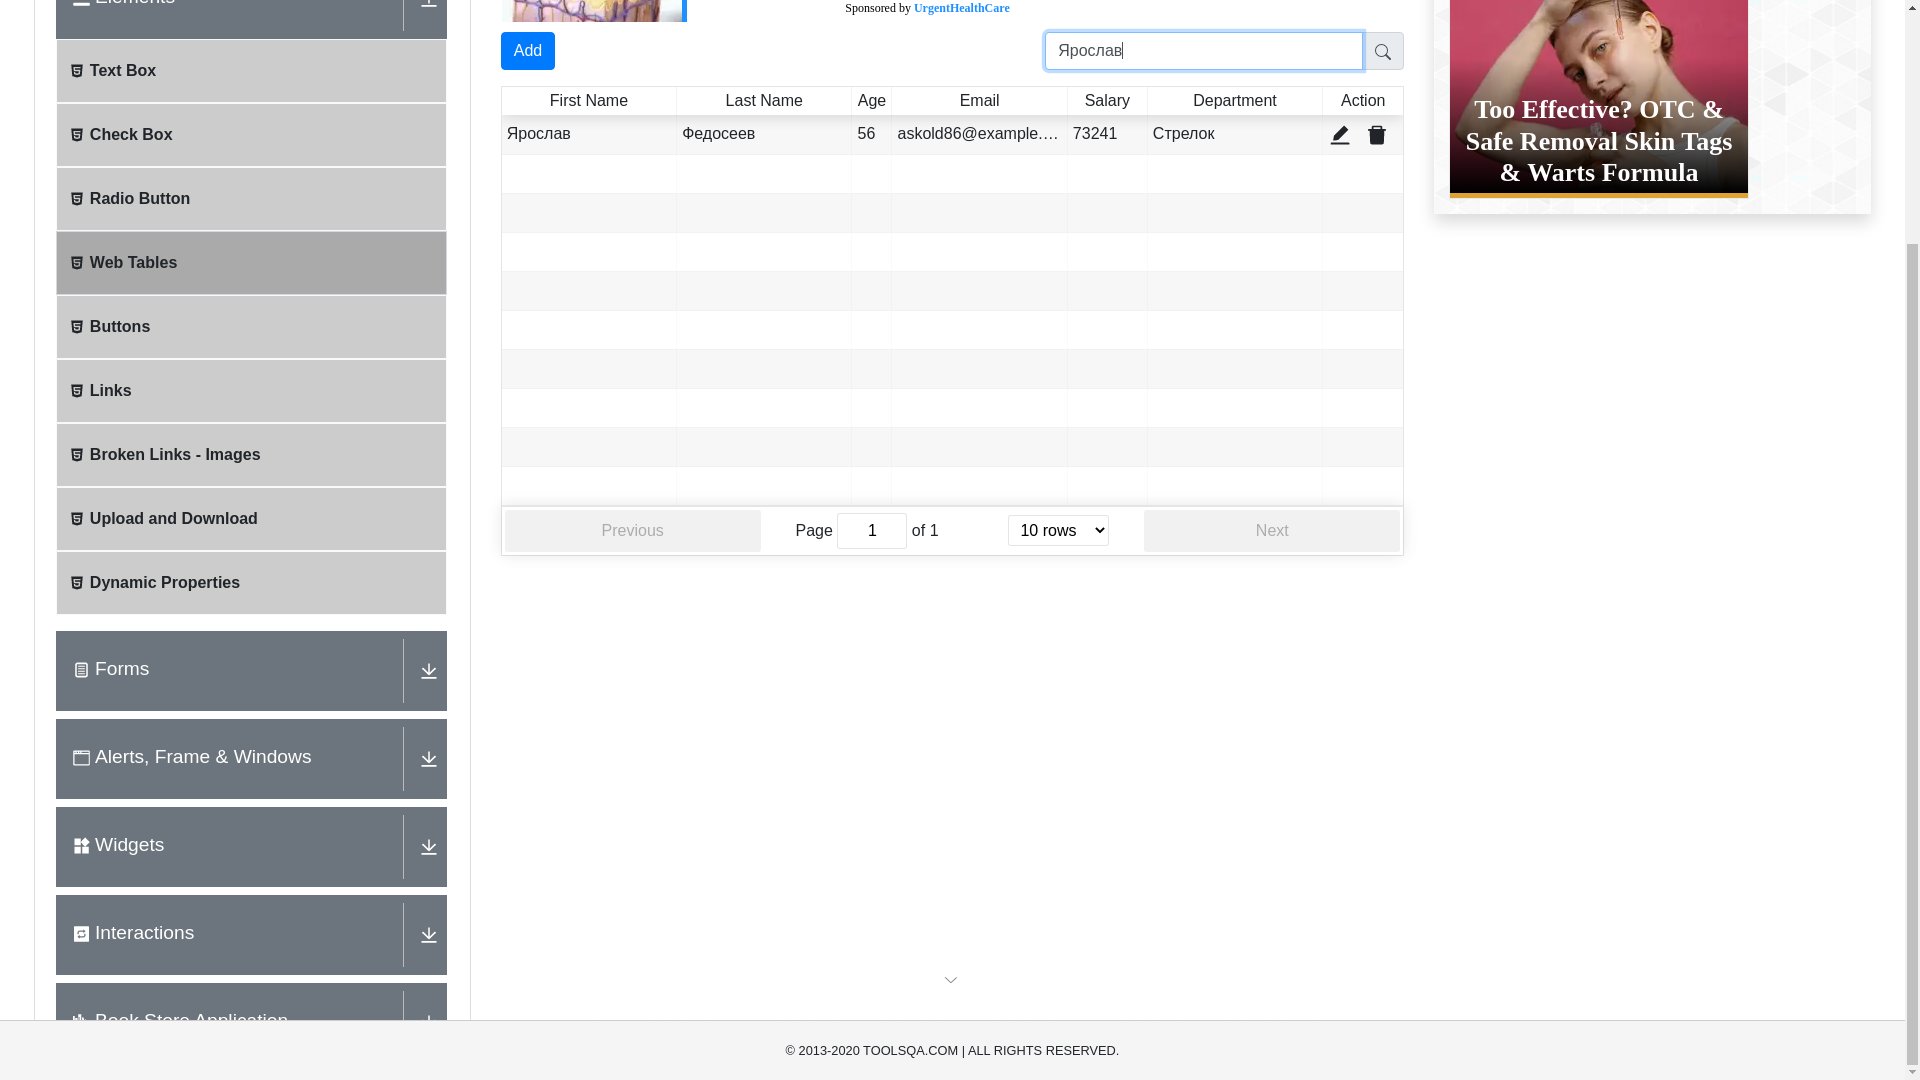 Elements
Text Box
Check Box
Radio Button
Web Tables
Buttons
Links
Broken Links - Images
Upload and Download
Dynamic Properties
Forms
Alerts, Frame & Windows
Widgets
Interactions
Book Store Application
Sponsored by UrgentHealthCare
Add
Ярослав
First Name Last Name Age Email Salary Department Action
Ярослав Федосеев 56 askold86@example.… 73241 Стрелок
Previous Page 1 of 1 10 rows Next
Too Effective? OTC &
Safe Removal Skin Tags
& Warts Formula
© 2013-2020 TOOLSQA.COM | ALL RIGHTS RESERVED.